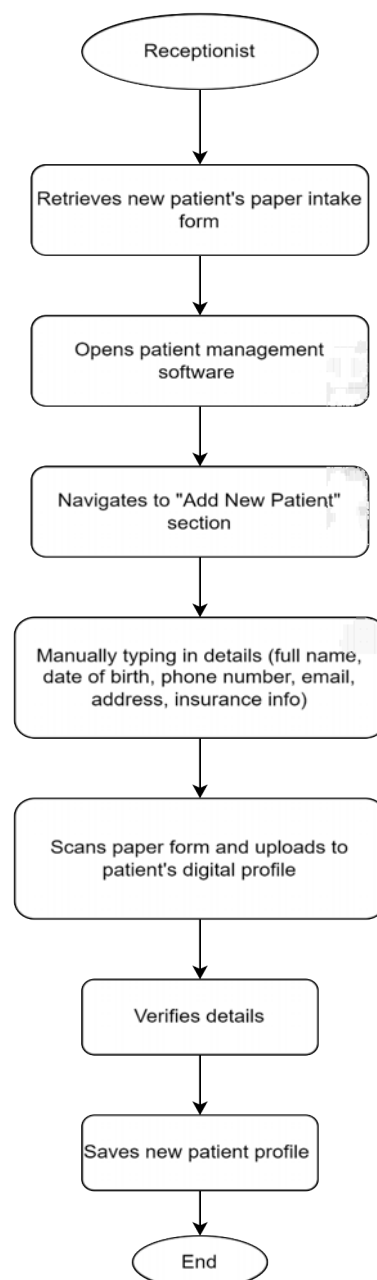 Receptionist
Retrieves new patient's paper intake
form
Opens patient management
software
Navigates to "Add New Patient"
section
Manually typing in details (full name,
date of birth, phone number, email,
address, insurance info)
Scans paper form and uploads to
patient's digital profile
Verifies details
Saves new patient profile
End